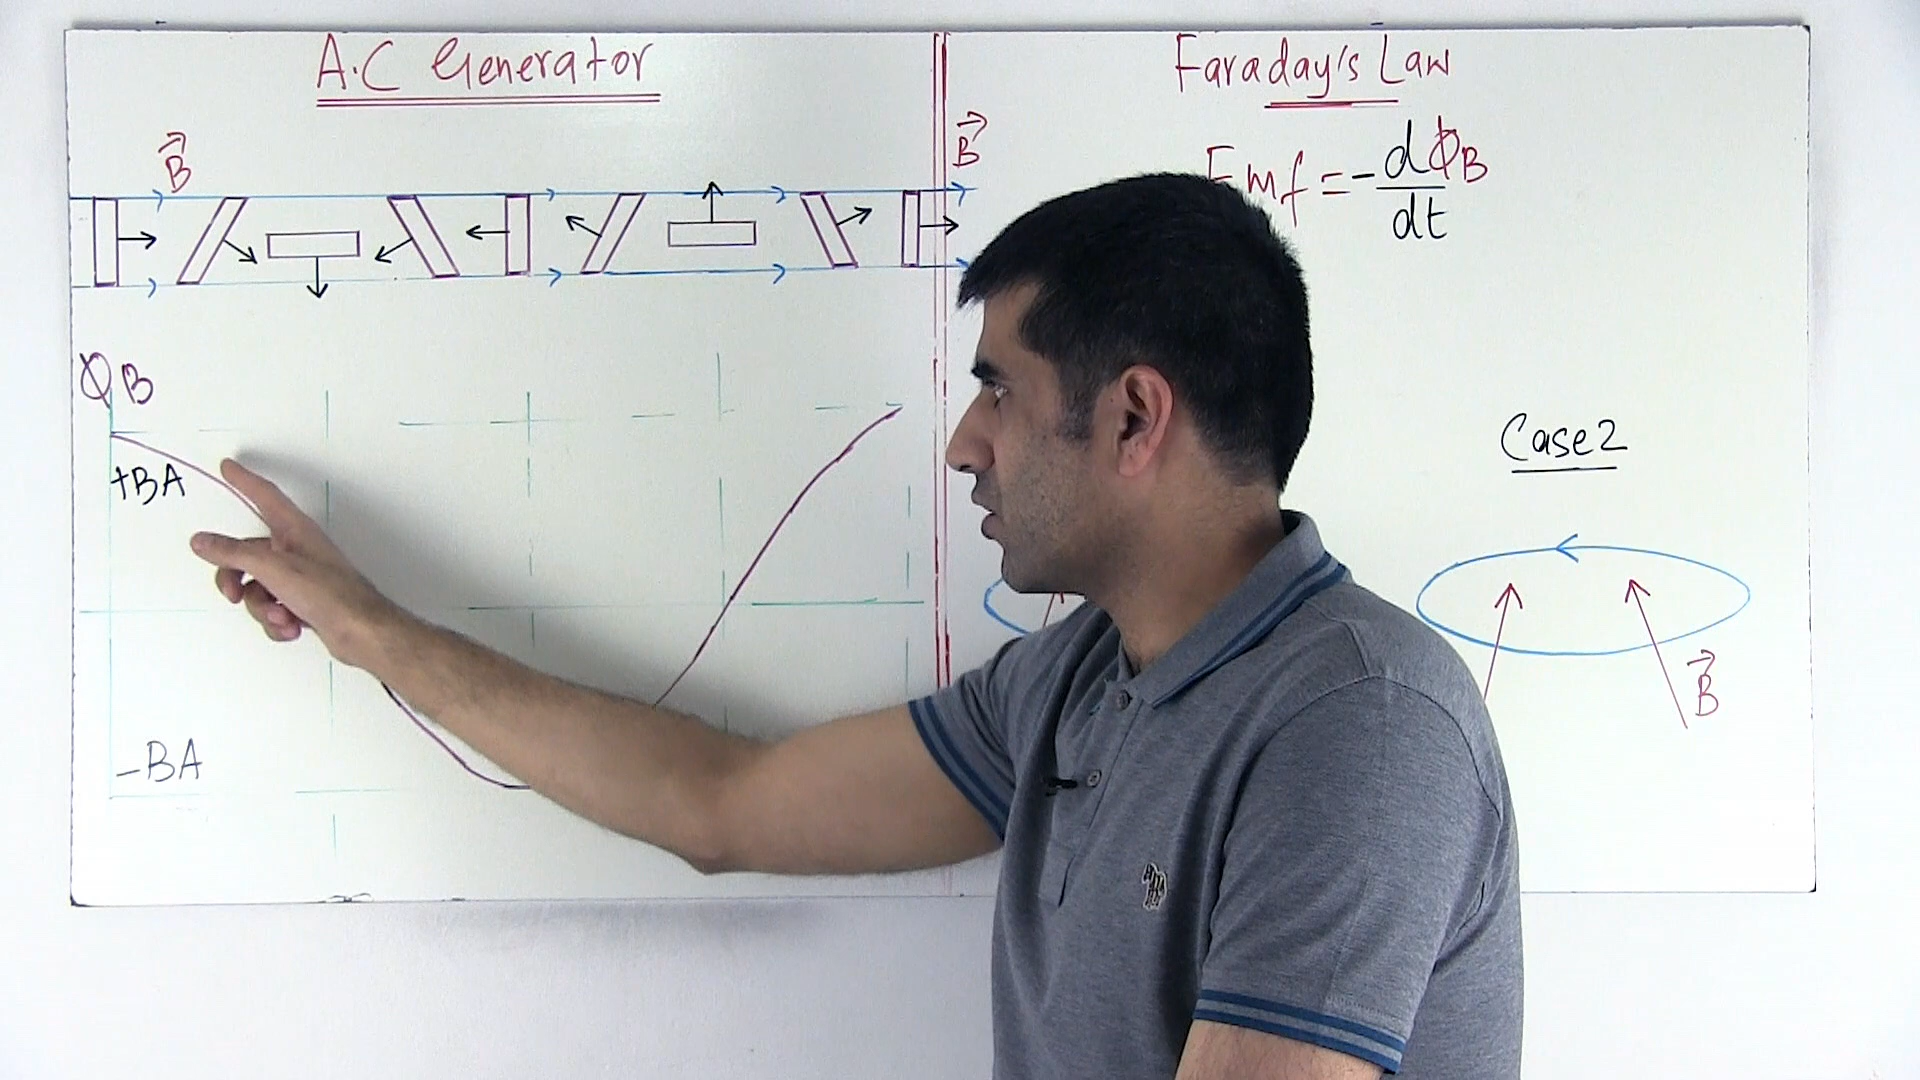 A.C Generator
B⃗
B⃗
ϕB
+BA
-BA
Faraday's Law
Emf = - dϕB/dt
Case 2
B⃗